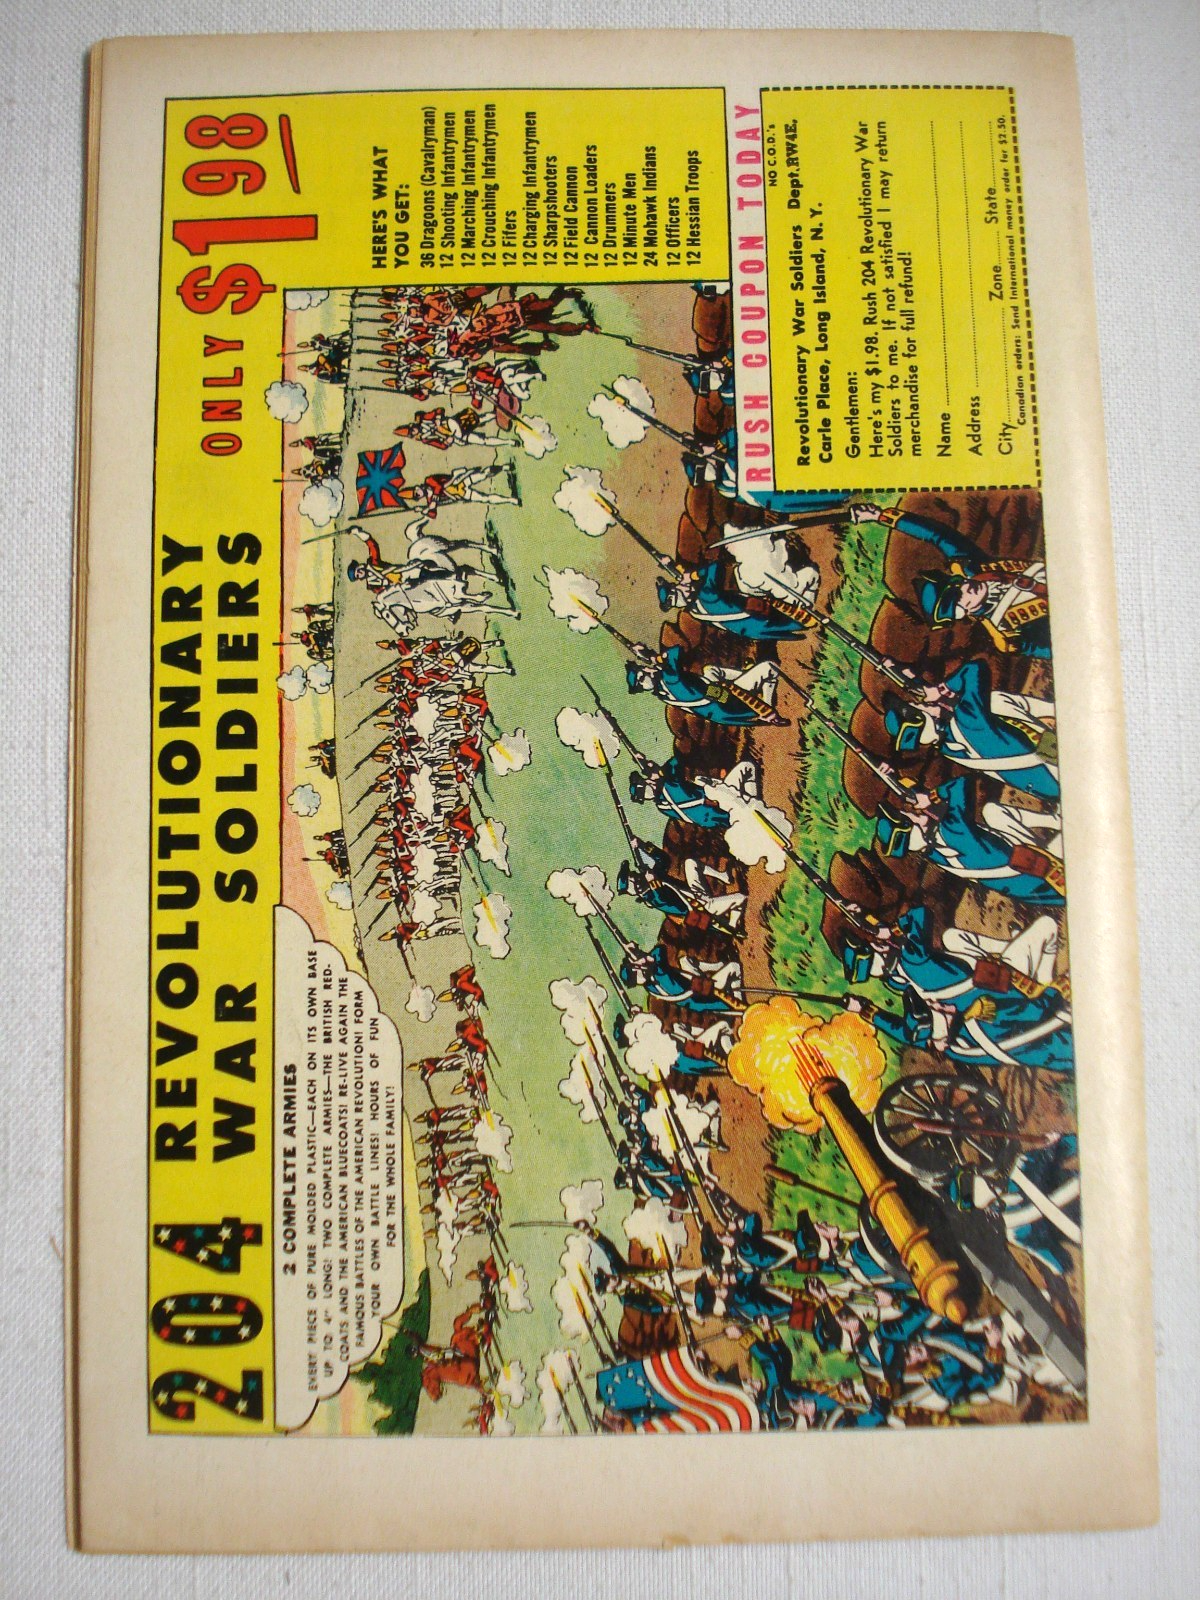 204 REVOLUTIONARY
WAR SOLDIERS ONLY $1 98
2 COMPLETE ARMIES
EVERY PIECE OF PURE MOLDED PLASTIC—EACH ON ITS OWN BASE
UP TO 4" LONG! TWO COMPLETE ARMIES—THE BRITISH RED-
COATS AND THE AMERICAN BLUECOATS! RE-LIVE AGAIN THE
FAMOUS BATTLES OF THE AMERICAN REVOLUTION! FORM
YOUR OWN BATTLE LINES! HOURS OF FUN
FOR THE WHOLE FAMILY!
HERE'S WHAT
YOU GET:
36 Dragoons (Cavalryman)
12 Shooting Infantrymen
12 Marching Infantrymen
12 Crouching Infantrymen
12 Fifers
12 Charging Infantrymen
12 Sharpshooters
12 Field Cannon
12 Cannon Loaders
12 Drummers
12 Minute Men
24 Mohawk Indians
12 Officers
12 Hessian Troops
RUSH COUPON TODAY
NO C.O.D.'s
Revolutionary War Soldiers Dept.RW4E,
Carle Place, Long Island, N. Y.
Gentlemen:
Here's my $1.98. Rush 204 Revolutionary War
Soldiers to me. If not satisfied I may return
merchandise for full refund!
Name
Address
City Zone State
Canadian orders: Send International money order for $2.50.